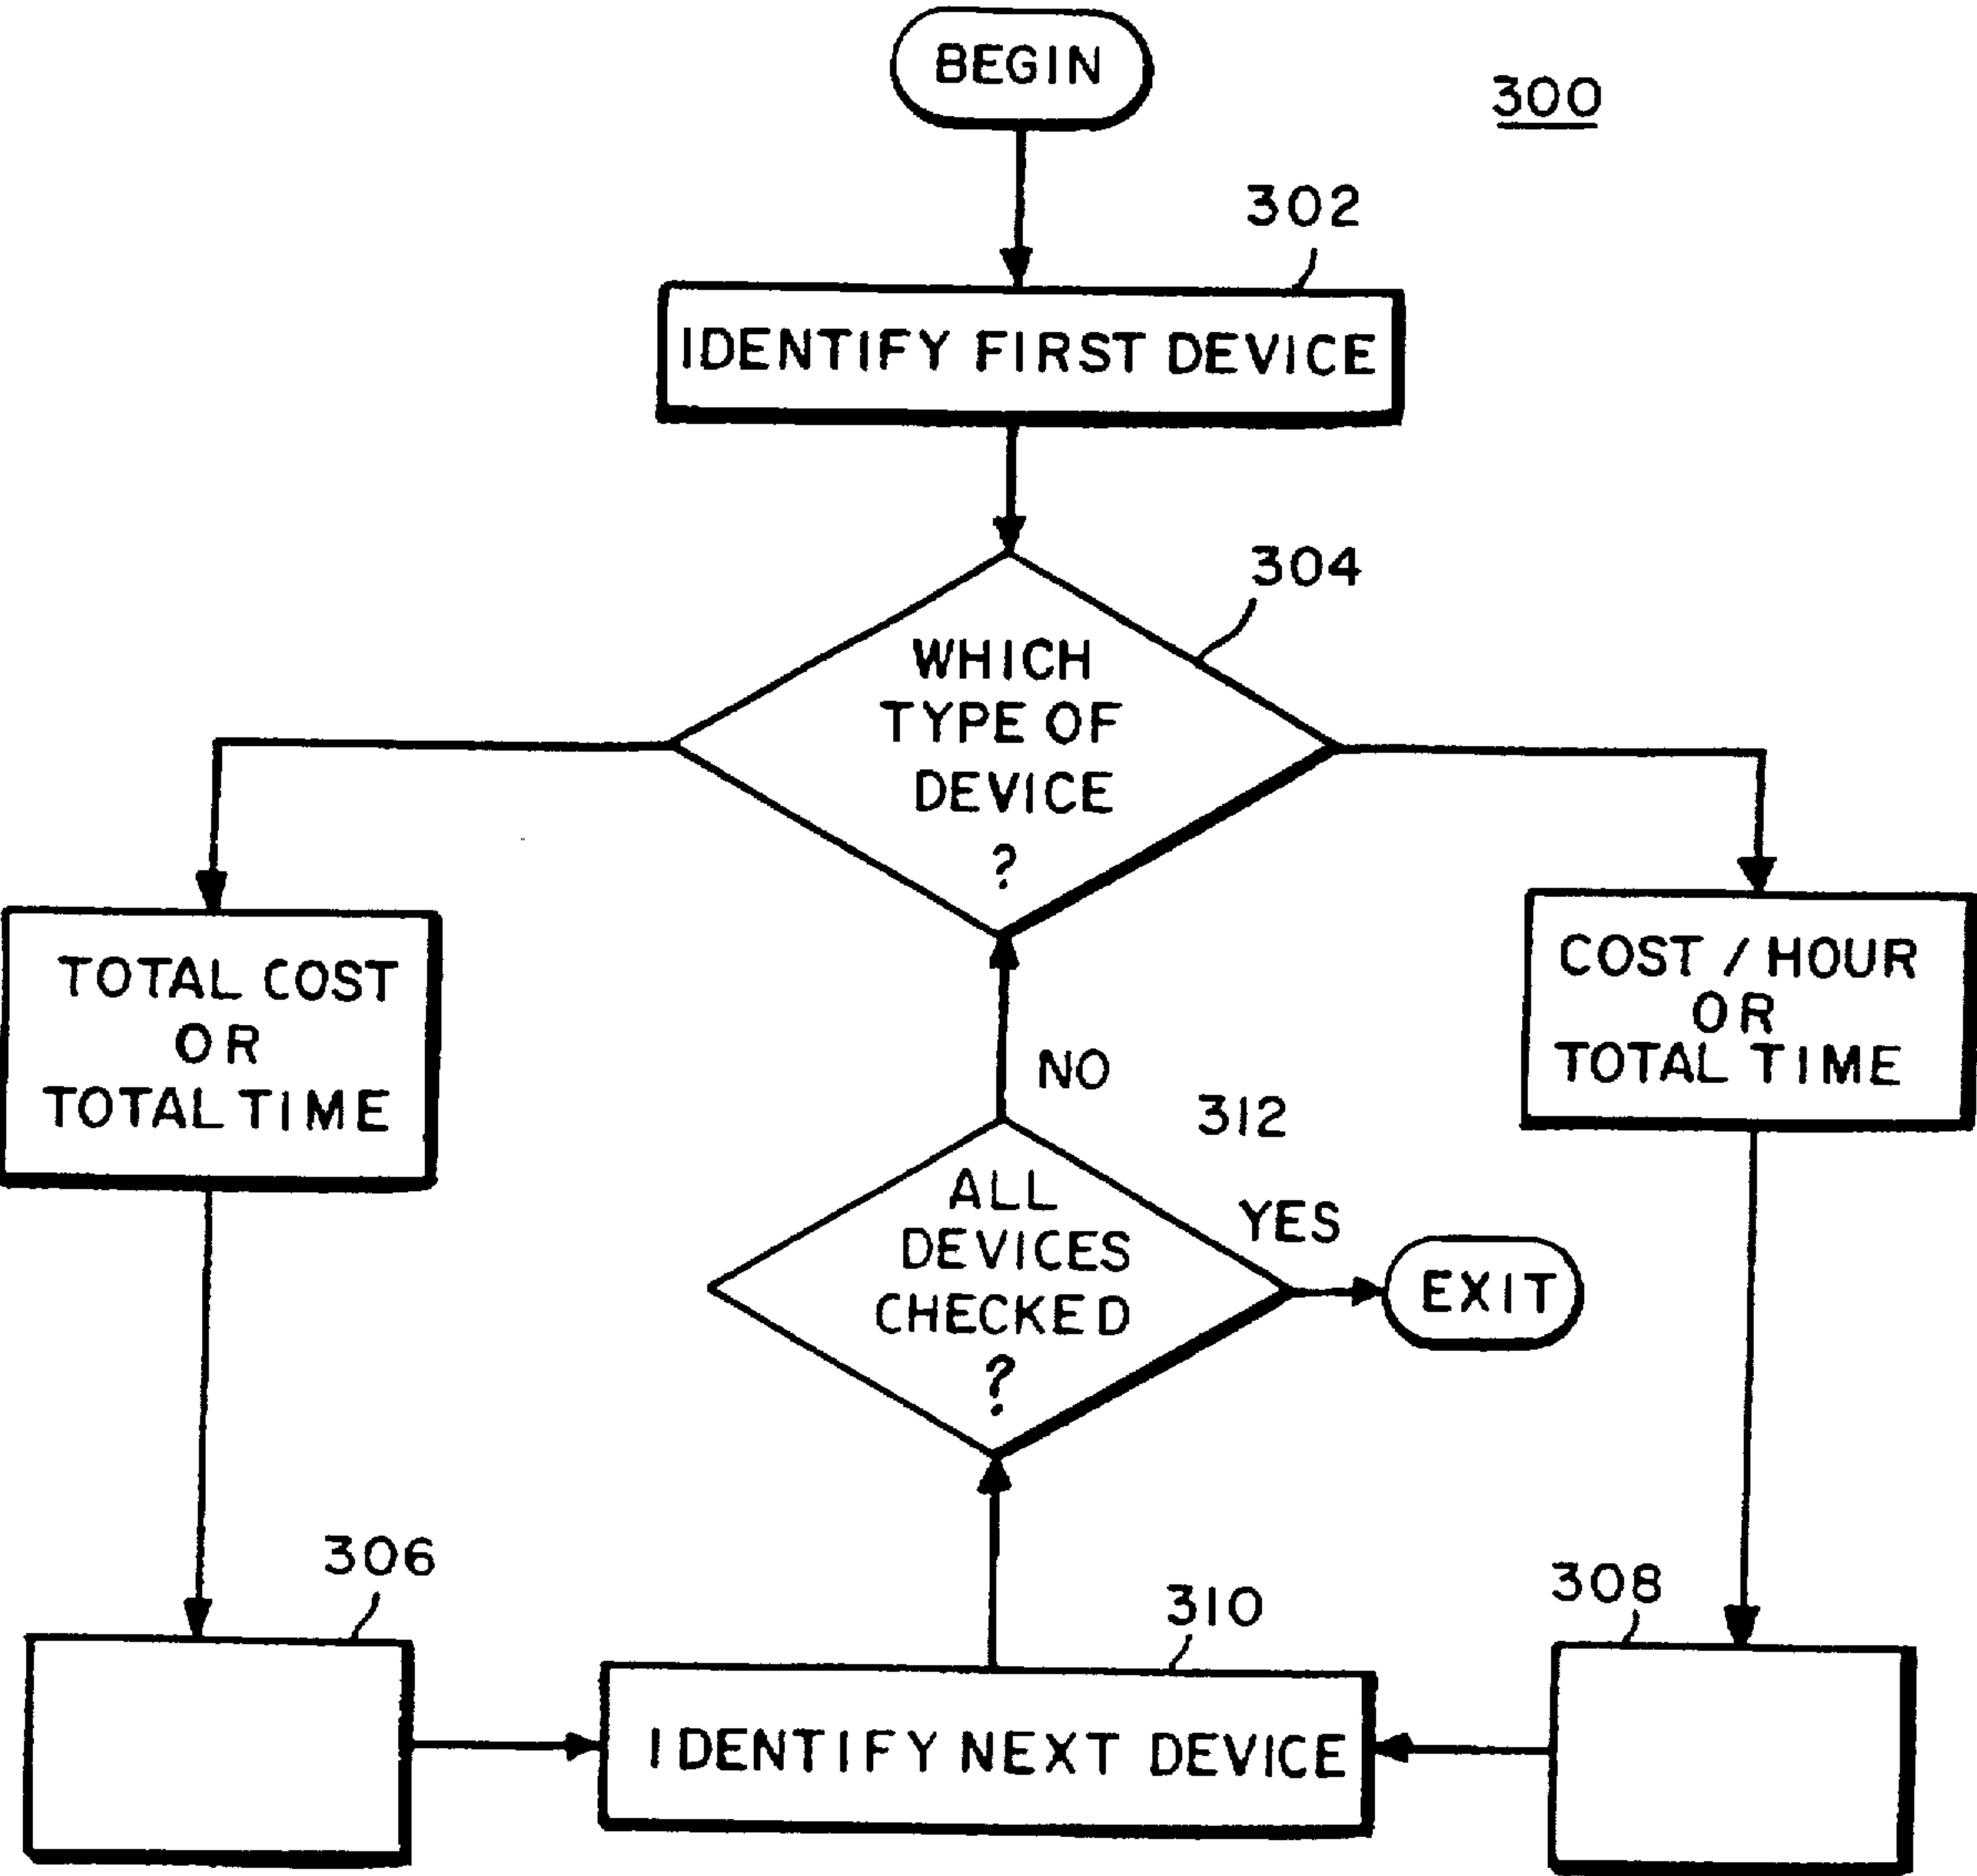 BEGIN
300
302
IDENTIFY FIRST DEVICE
304
WHICH
TYPE OF
DEVICE
?
TOTAL COST
OR
TOTAL TIME
COST / HOUR
OR
TOTAL TIME
NO
312
ALL
DEVICES
CHECKED
?
YES
EXIT
306
310
308
IDENTIFY NEXT DEVICE